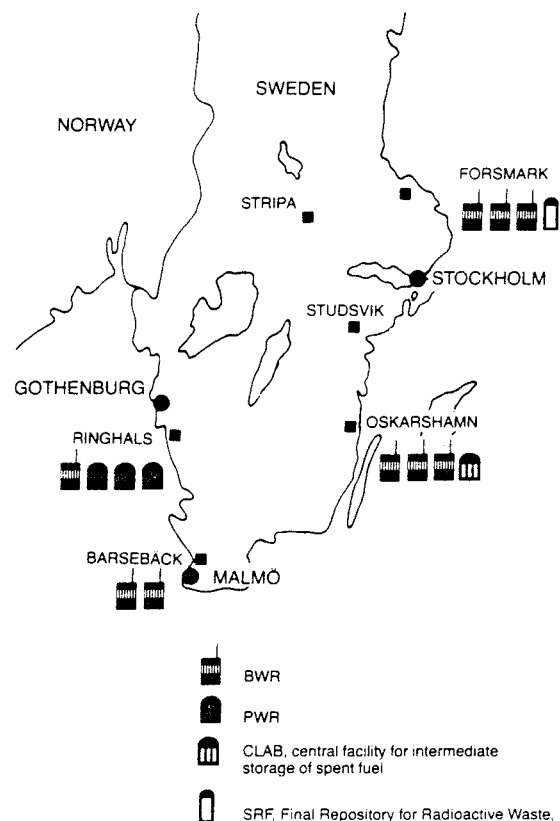 SWEDEN
NORWAY
FORSMARK
STRIPA
STOCKHOLM
STUDSVIK
GOTHENBURG
OSKARSHAMN
RINGHALS
BARSEBÄCK
MALMÖ
BWR
PWR
CLAB, central facility for intermediate
storage of spent fuel
SRF, Final Repository for Radioactive Waste,